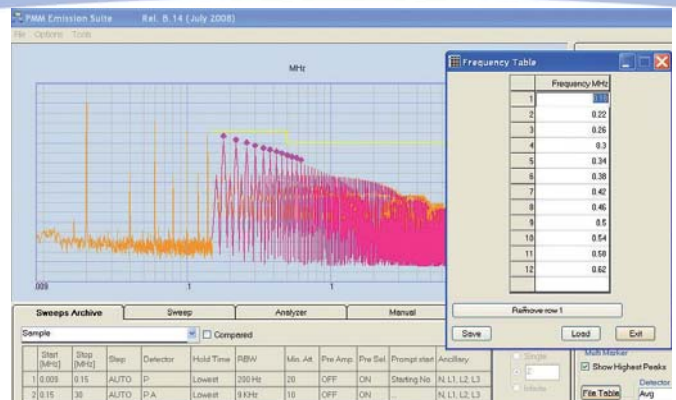 PMM Emission Suite Rel. B.14 (July 2008)
File Options Tools
MHz
.009 .1 1
Frequency Table
Frequency MHz
1
2 0.22
3 0.26
4 0.3
5 0.34
6 0.38
7 0.42
8 0.46
9 0.5
10 0.54
11 0.58
12 0.62
Remove row 1
Save Load Exit
Sweeps Archive Sweep Analyzer Manual
Sample Compared
Start [MHz] Stop [MHz] Step Detector Hold Time RBW Min. Att. Pre Amp. Pre Sel. Prompt start Ancillary
1 0.009 0.15 AUTO P Lowest 200 Hz 20 OFF ON Starting No N, L1, L2, L3
2 0.15 30 AUTO P.A Lowest 9 KHz 10 OFF ON ... N, L1, L2, L3
Single
2
Infinite
Multi Marker
Show Highest Peaks
Detector
File Table Avg